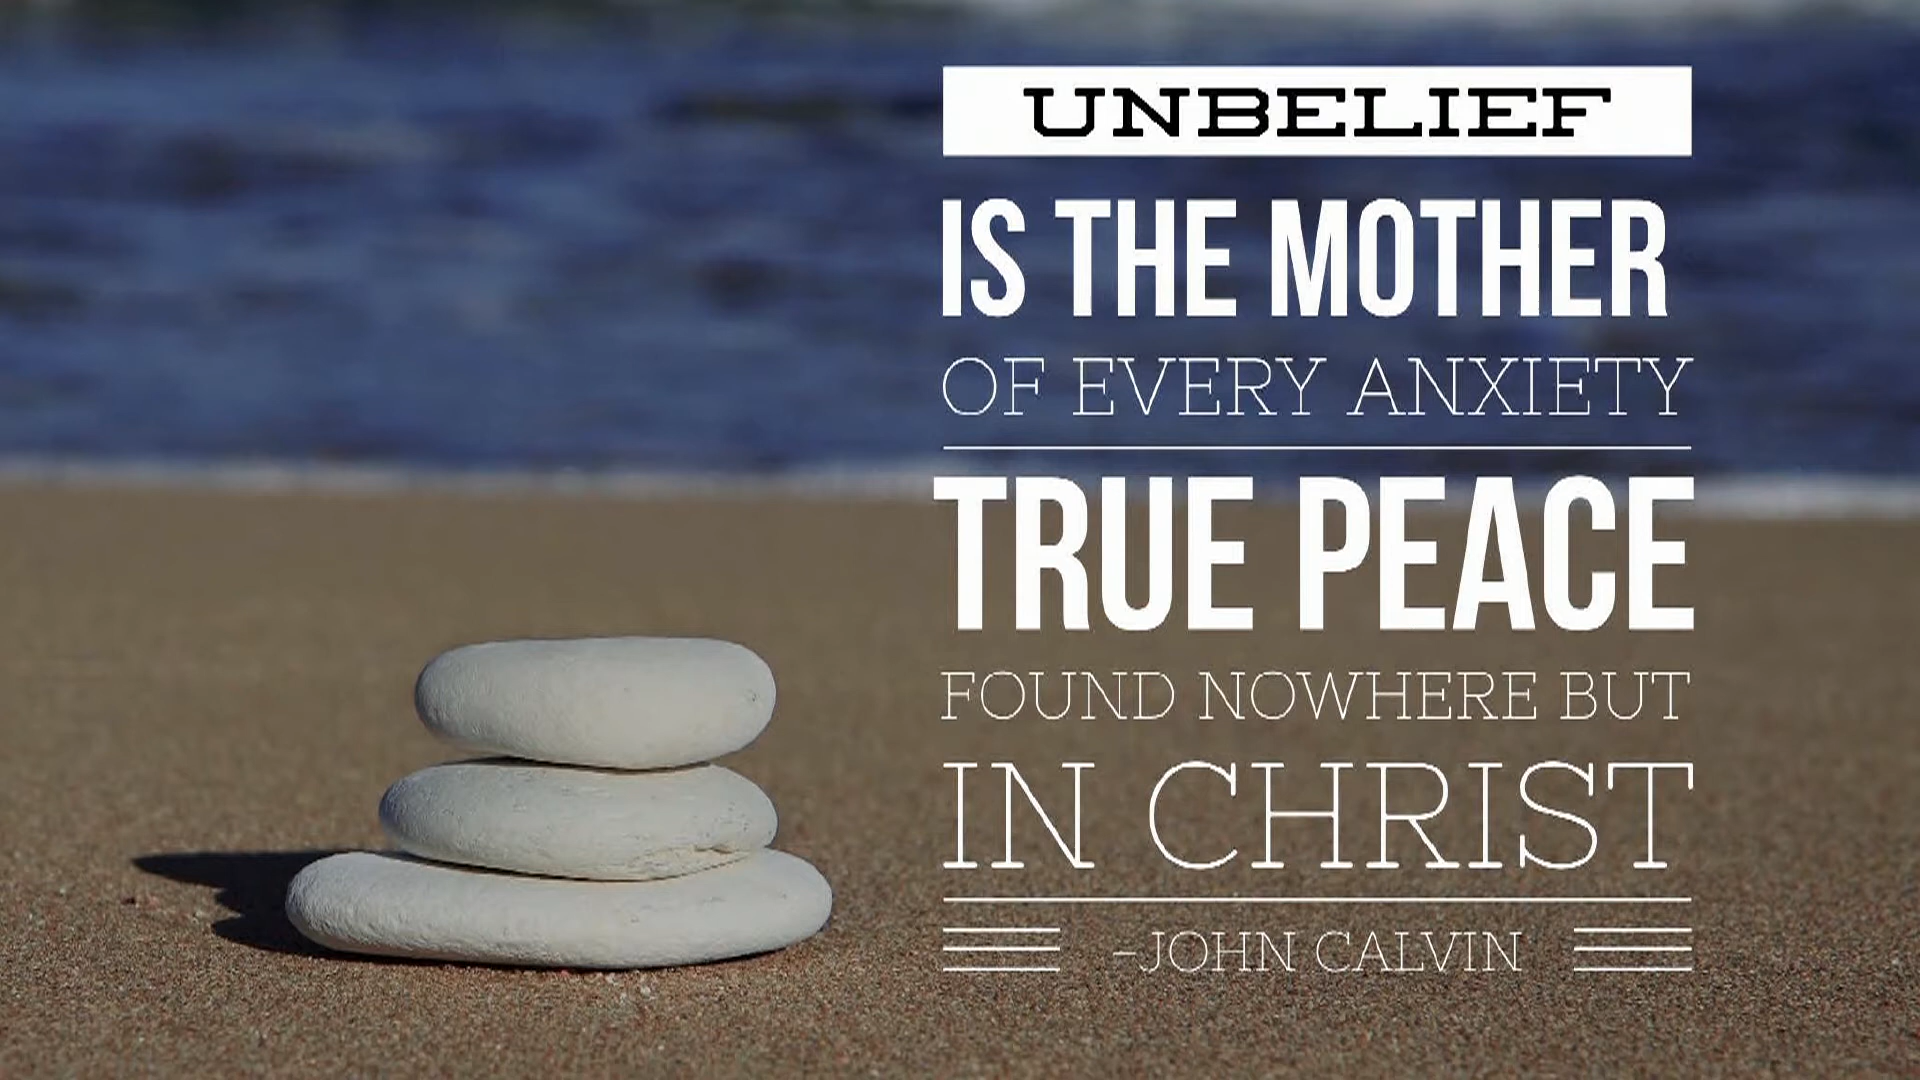 UNBELIEF
IS THE MOTHER
OF EVERY ANXIETY
TRUE PEACE
FOUND NOWHERE BUT
IN CHRIST
-JOHN CALVIN